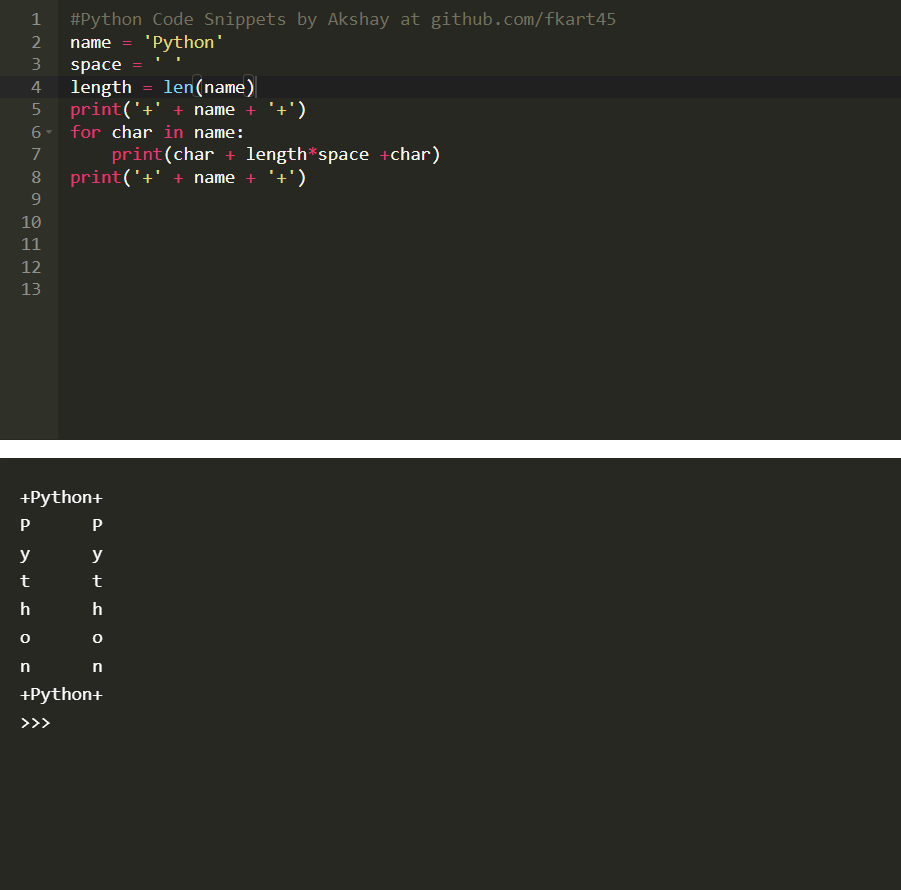 1 #Python Code Snippets by Akshay at github.com/fkart45
2 name = 'Python'
3 space = ' '
4 length = len(name)
5 print('+' + name + '+')
6 for char in name:
7     print(char + length*space +char)
8 print('+' + name + '+')
9
10
11
12
13
+Python+
P      P
y      y
t      t
h      h
o      o
n      n
+Python+
>>>